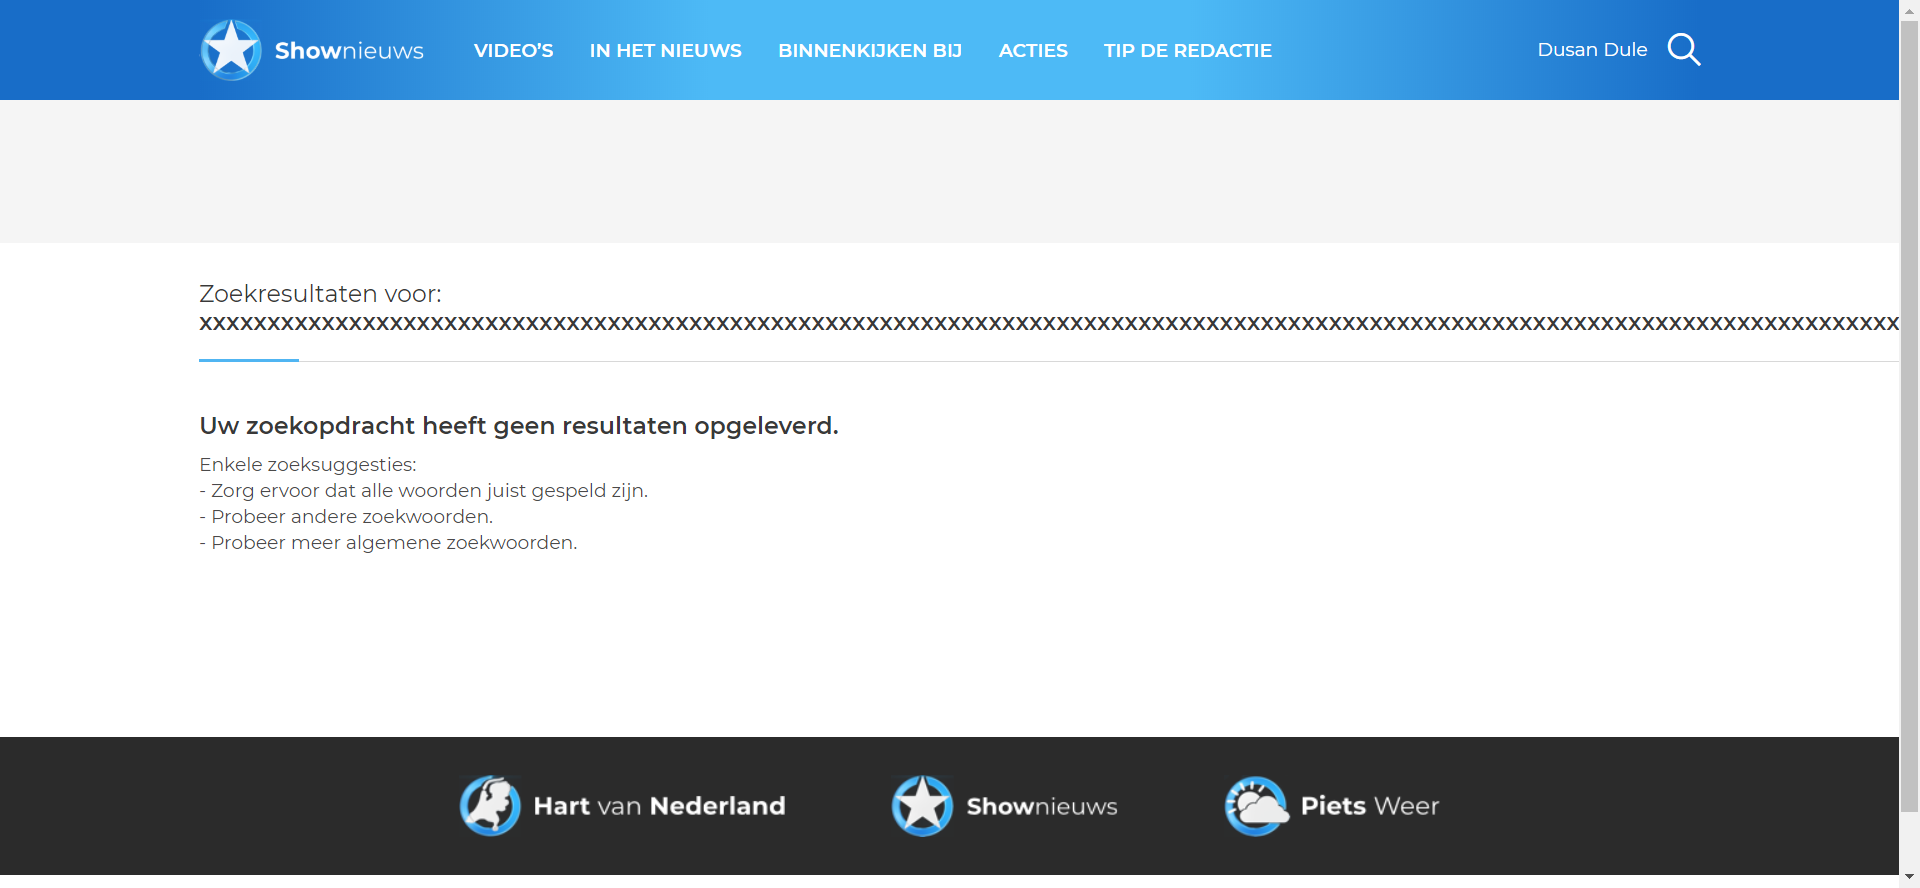 Shownieuws VIDEO’S IN HET NIEUWS BINNENKIJKEN BIJ ACTIES TIP DE REDACTIE Dusan Dule
Zoekresultaten voor:
xxxxxxxxxxxxxxxxxxxxxxxxxxxxxxxxxxxxxxxxxxxxxxxxxxxxxxxxxxxxxxxxxxxxxxxxxxxxxxxxxxxxxxxxxxxxxxxxxxxxxxxxxxxxxxxxxxxxxxxxxxxxx
Uw zoekopdracht heeft geen resultaten opgeleverd.
Enkele zoeksuggesties:
- Zorg ervoor dat alle woorden juist gespeld zijn.
- Probeer andere zoekwoorden.
- Probeer meer algemene zoekwoorden.
Hart van Nederland Shownieuws Piets Weer